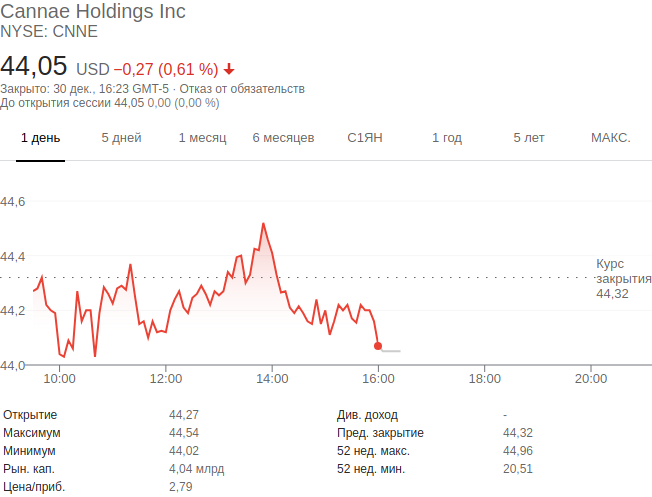 Cannae Holdings Inc
NYSE: CNNE
44,05 USD −0,27 (0,61 %)
Закрыто: 30 дек., 16:23 GMT-5 · Отказ от обязательств
До открытия сессии 44,05 0,00 (0,00 %)
1 день 5 дней 1 месяц 6 месяцев С1ЯН 1 год 5 лет МАКС.
44,6
44,4
Курс
закрытия
44,32
44,2
44,0
10:00 12:00 14:00 16:00 18:00 20:00
Открытие 44,27 Див. доход -
Максимум 44,54 Пред. закрытие 44,32
Минимум 44,02 52 нед. макс. 44,96
Рын. кап. 4,04 млрд 52 нед. мин. 20,51
Цена/приб. 2,79